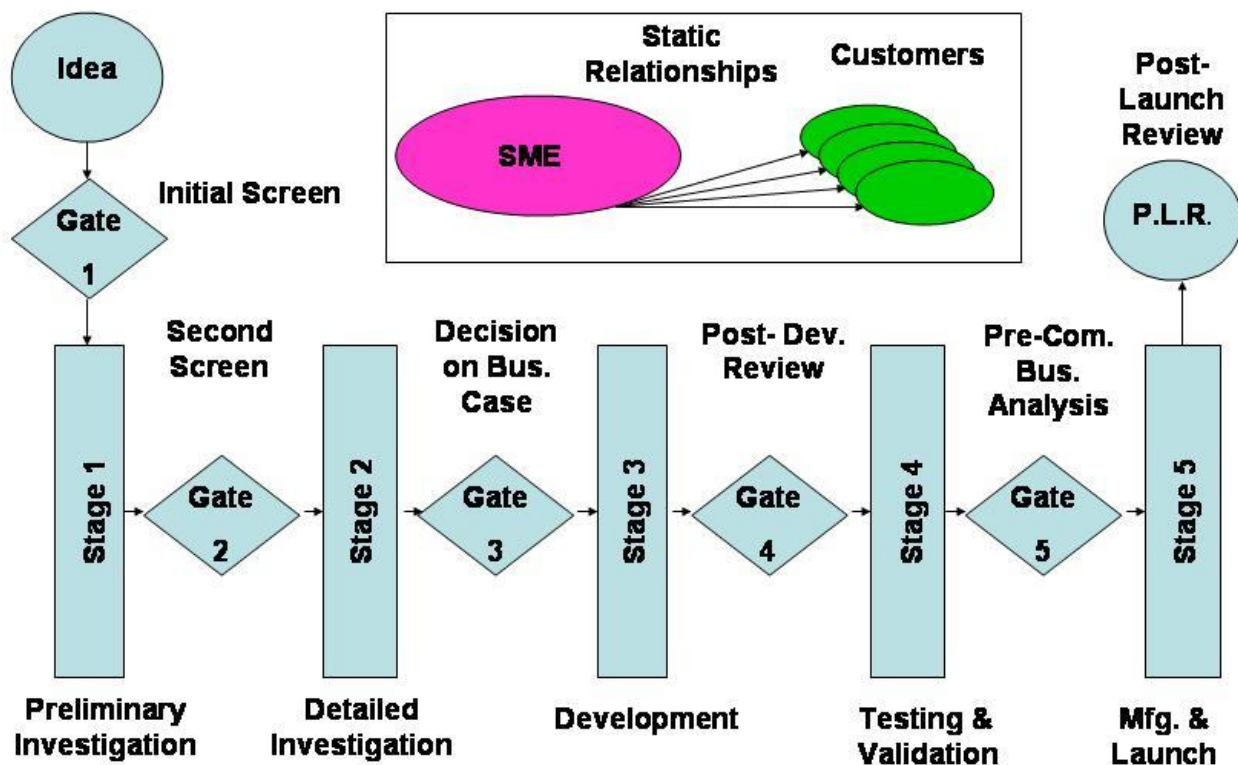 Idea
Static
Relationships
Customers
Post-
Launch
Review
SME
P.L.R.
Initial Screen
Gate
1
Second
Screen
Decision
on Bus.
Case
Post- Dev.
Review
Pre-Com.
Bus.
Analysis
Stage 1
Gate
2
Stage 2
Gate
3
Stage 3
Gate
4
Stage 4
Gate
5
Stage 5
Preliminary
Investigation
Detailed
Investigation
Development
Testing &
Validation
Mfg. &
Launch